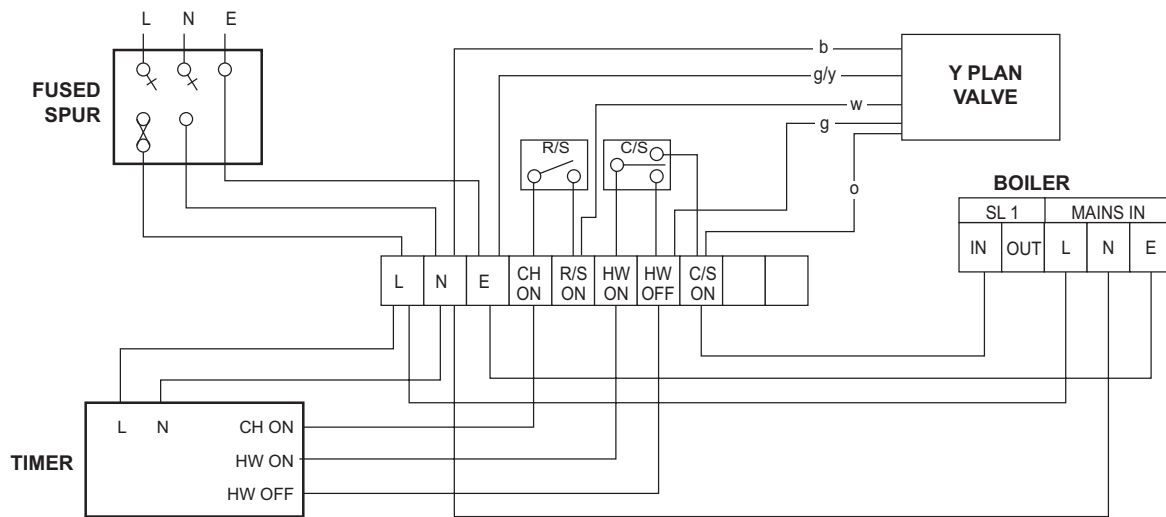 L N E
FUSED
SPUR
b
g/y
w
g
o
Y PLAN
VALVE
R/S
C/S
BOILER
SL 1 MAINS IN
IN OUT L N E
L N E CH ON R/S ON HW ON HW OFF C/S ON
TIMER
L N CH ON
HW ON
HW OFF